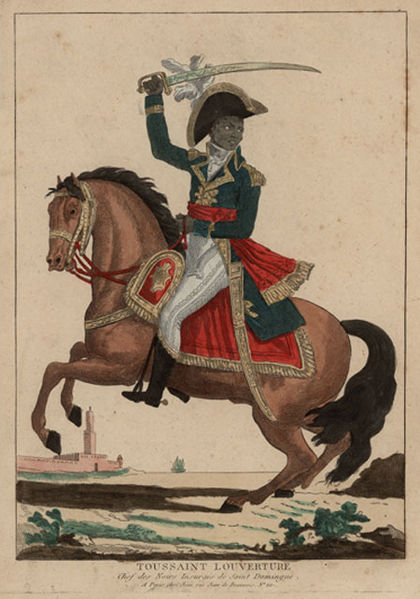 TOUSSAINT LOUVERTURE
Chef des Noirs Insurgés de Saint Domingue,
A Paris chez Jean rue Jean de Beauvais, N.º 10.